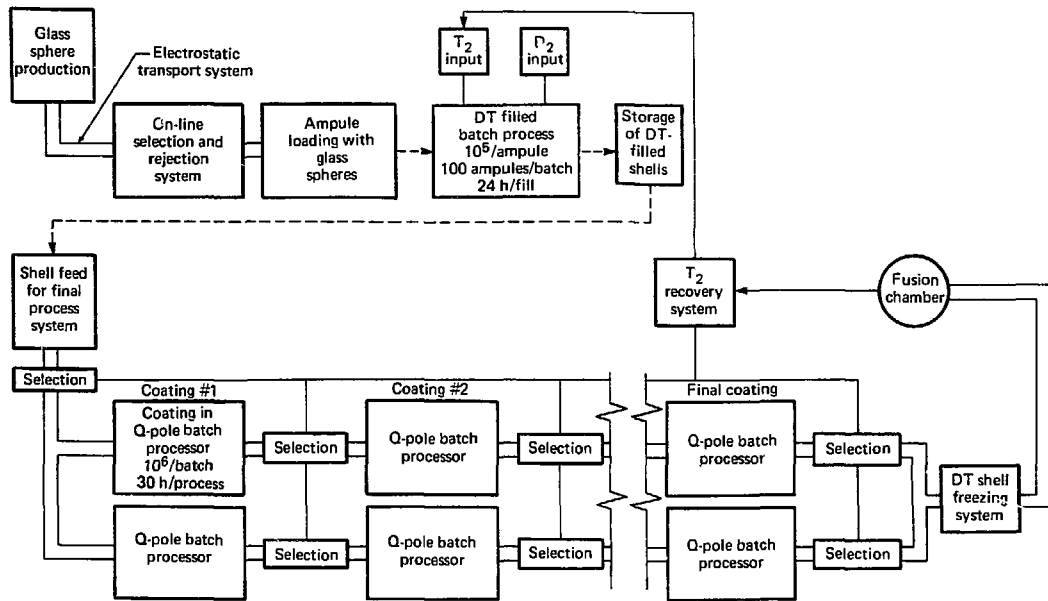 Glass
sphere
production
Electrostatic
transport system
T2
input
D2
input
On-line
selection and
rejection
system
Ampule
loading with
glass
spheres
DT filled
batch process
10⁵/ampule
100 ampules/batch
24 h/fill
Storage
of DT-
filled
shells
Shell feed
for final
process
system
T2
recovery
system
Fusion
chamber
Selection
Coating #1
Coating #2
Final coating
Coating in
Q-pole batch
processor
10⁶/batch
30 h/process
Selection
Q-pole batch
processor
Selection
Q-pole batch
processor
Selection
DT shell
freezing
system
Q-pole batch
processor
Selection
Q-pole batch
processor
Selection
Q-pole batch
processor
Selection